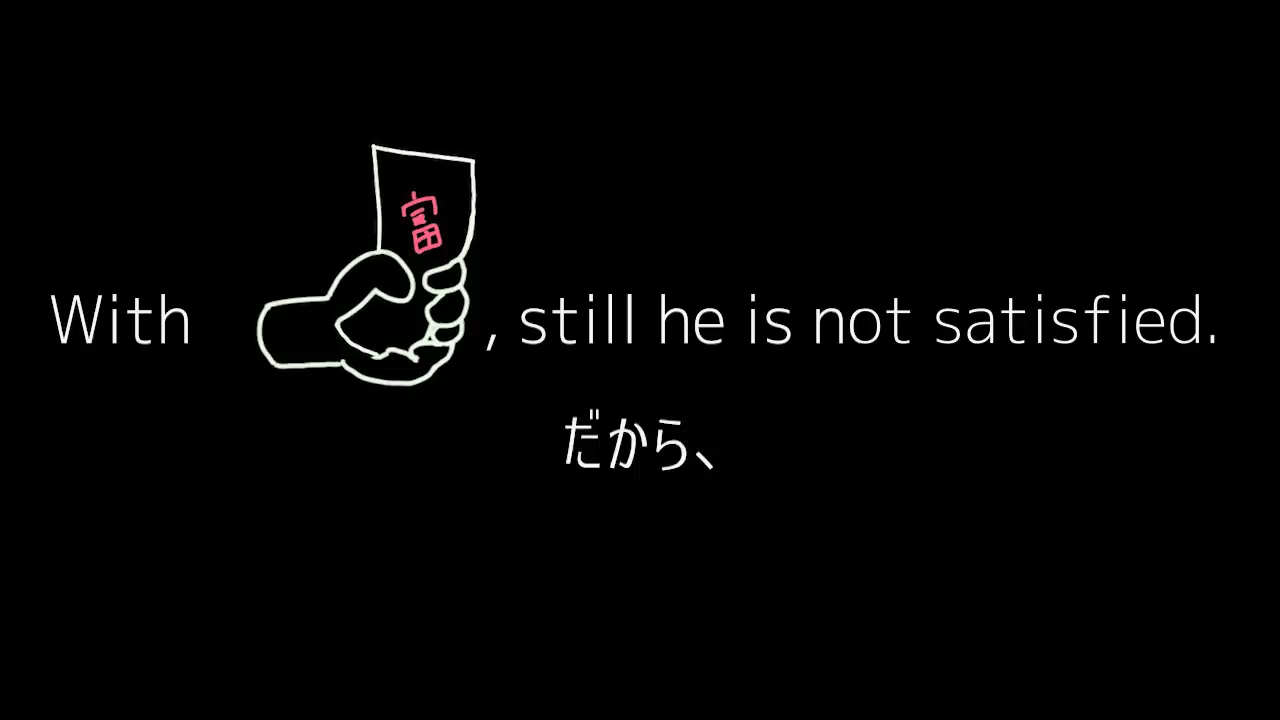 富
With , still he is not satisfied.
だから、